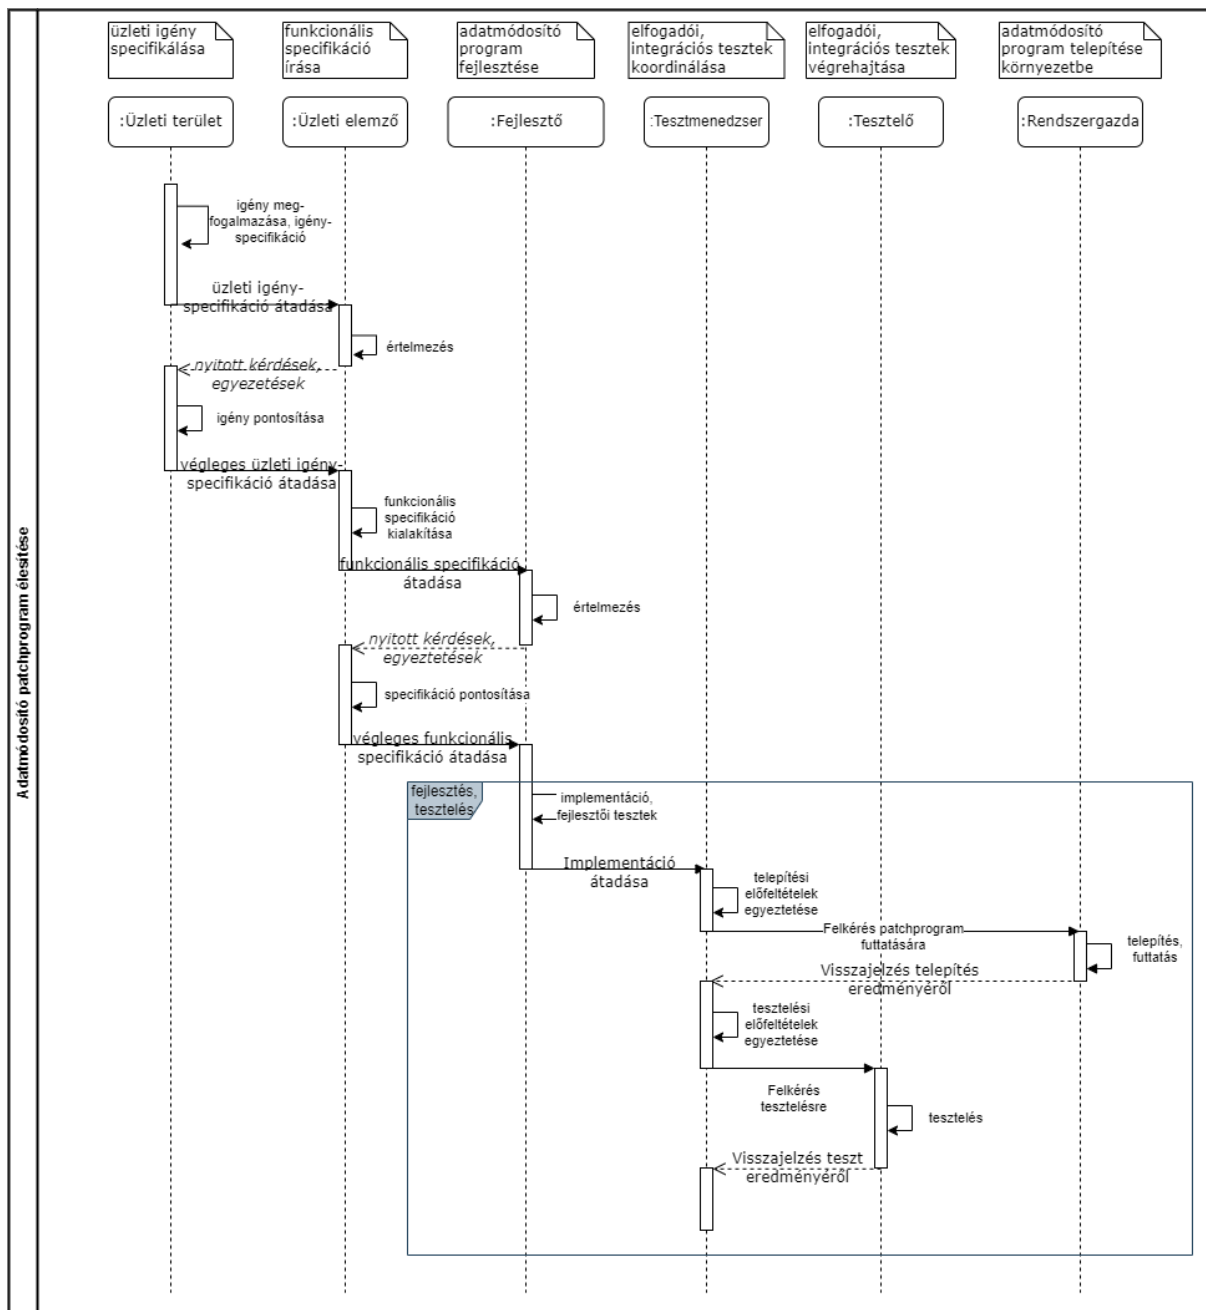 üzleti igény
specifikálása
funkcionális
specifikáció
írása
adatmódosító
program
fejlesztése
elfogadói,
integrációs tesztek
koordinálása
elfogadói,
integrációs tesztek
végrehajtása
adatmódosító
program telepítése
környezetbe
:Üzleti terület
:Üzleti elemző
:Fejlesztő
:Tesztmenedzser
:Tesztelő
:Rendszergazda
Adatmódosító patchprogram élesítése
igény meg-
fogalmazása, igény-
specifikáció
üzleti igény-
specifikáció átadása
értelmezés
nyitott kérdések,
egyezetések
igény pontosítása
végleges üzleti igény-
specifikáció átadása
funkcionális
specifikáció
kialakítása
funkcionális specifikáció
átadása
értelmezés
nyitott kérdések,
egyeztetések
specifikáció pontosítása
végleges funkcionális
specifikáció átadása
fejlesztés,
tesztelés
implementáció,
fejlesztői tesztek
Implementáció
átadása
telepítési
előfeltételek
egyeztetése
Felkérés patchprogram
futtatására
telepítés,
futtatás
Visszajelzés telepítés
eredményéről
tesztelési
előfeltételek
egyeztetése
Felkérés
tesztelésre
tesztelés
Visszajelzés teszt
eredményéről